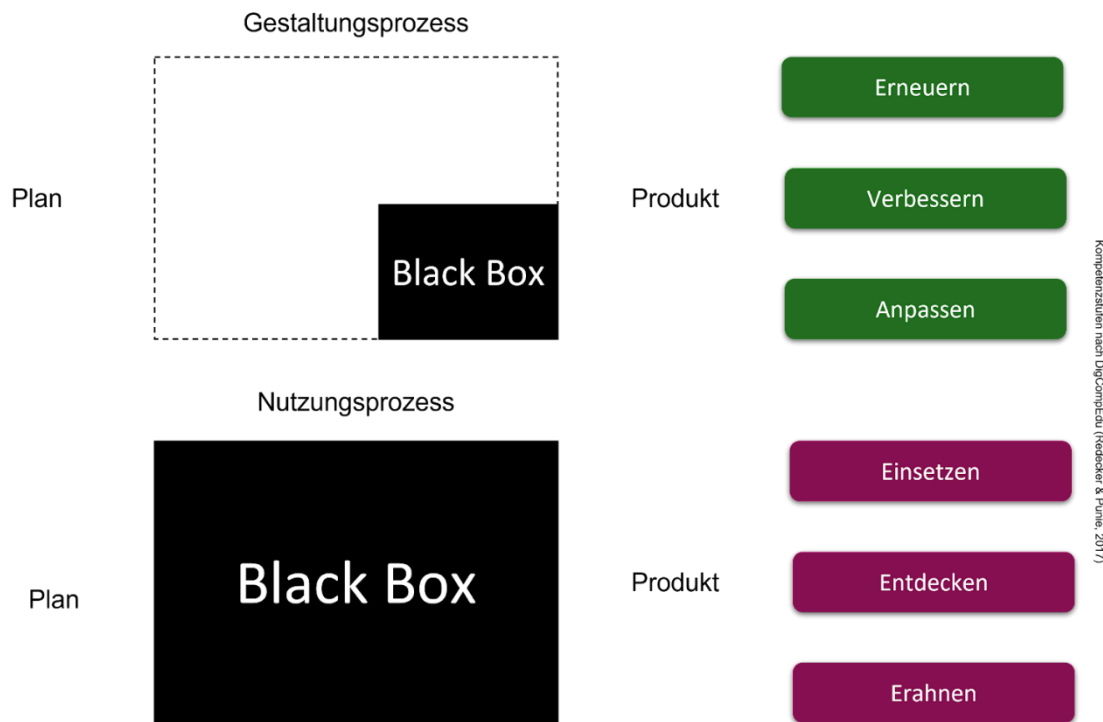 Gestaltungsprozess
Erneuern
Plan
Produkt
Verbessern
Black Box
Anpassen
Nutzungsprozess
Einsetzen
Black Box
Plan
Produkt
Entdecken
Erahnen
Kompetenzstufen nach DigCompEdu (Redecker & Punie, 2017)